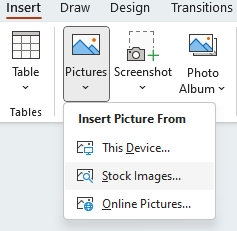 Insert Draw Design Transitions
Table Pictures Screenshot Photo
Album
Tables
Insert Picture From
This Device...
Stock Images...
Online Pictures...